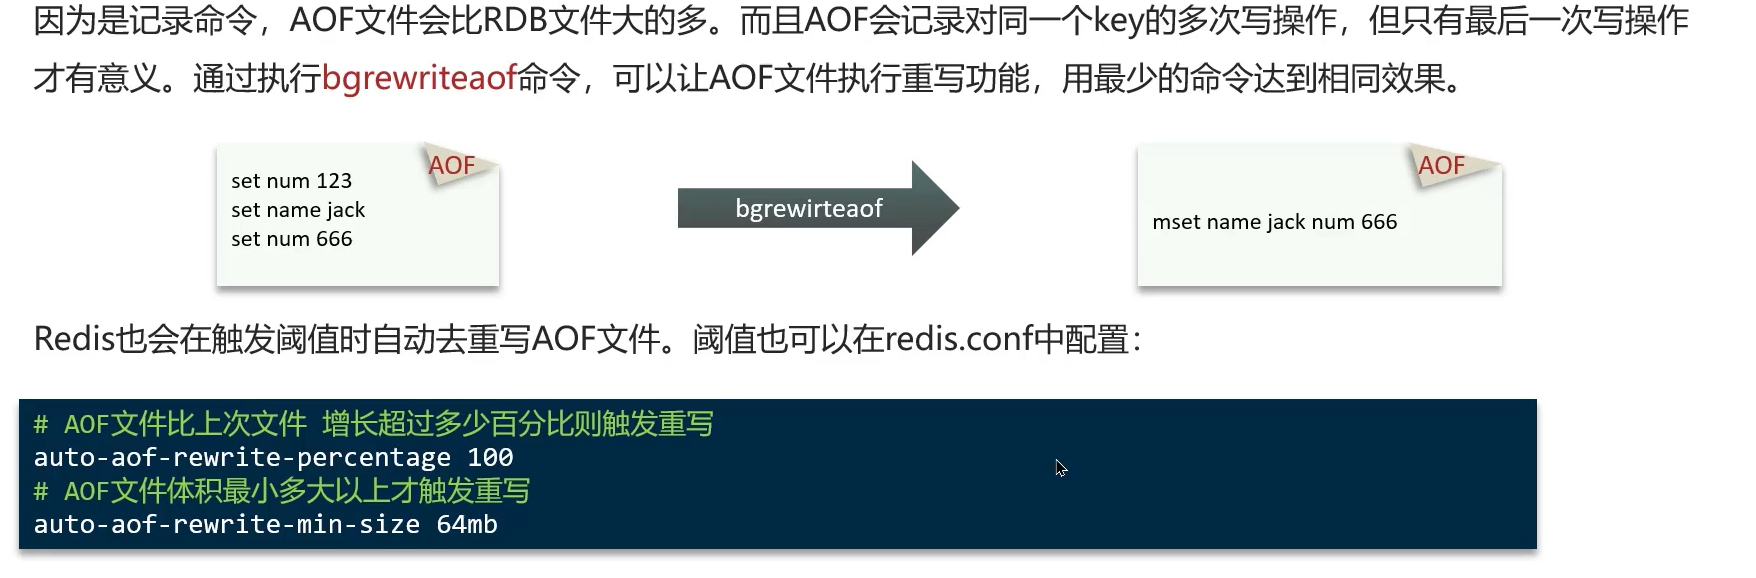 因为是记录命令，AOF文件会比RDB文件大的多。而且AOF会记录对同一个key的多次写操作，但只有最后一次写操作
才有意义。通过执行bgrewriteaof命令，可以让AOF文件执行重写功能，用最少的命令达到相同效果。
AOF
set num 123
set name jack
set num 666
bgrewirteaof
AOF
mset name jack num 666
Redis也会在触发阈值时自动去重写AOF文件。阈值也可以在redis.conf中配置：
# AOF文件比上次文件 增长超过多少百分比则触发重写
auto-aof-rewrite-percentage 100
# AOF文件体积最小多大以上才触发重写
auto-aof-rewrite-min-size 64mb